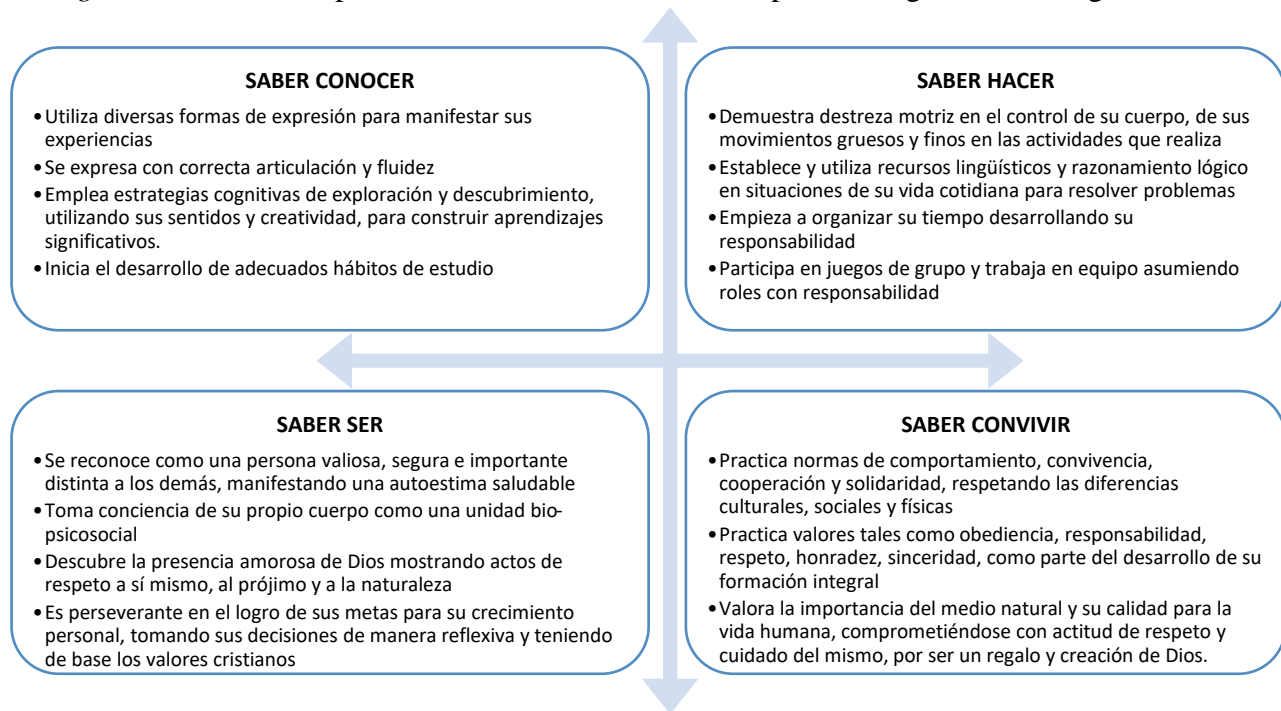 SABER CONOCER
•Utiliza diversas formas de expresión para manifestar sus
experiencias
•Se expresa con correcta articulación y fluidez
•Emplea estrategias cognitivas de exploración y descubrimiento,
utilizando sus sentidos y creatividad, para construir aprendizajes
significativos.
•Inicia el desarrollo de adecuados hábitos de estudio
SABER HACER
•Demuestra destreza motriz en el control de su cuerpo, de sus
movimientos gruesos y finos en las actividades que realiza
•Establece y utiliza recursos lingüísticos y razonamiento lógico
en situaciones de su vida cotidiana para resolver problemas
•Empieza a organizar su tiempo desarrollando su
responsabilidad
•Participa en juegos de grupo y trabaja en equipo asumiendo
roles con responsabilidad
SABER SER
•Se reconoce como una persona valiosa, segura e importante
distinta a los demás, manifestando una autoestima saludable
•Toma conciencia de su propio cuerpo como una unidad bio-
psicosocial
•Descubre la presencia amorosa de Dios mostrando actos de
respeto a sí mismo, al prójimo y a la naturaleza
•Es perseverante en el logro de sus metas para su crecimiento
personal, tomando sus decisiones de manera reflexiva y teniendo
de base los valores cristianos
SABER CONVIVIR
•Practica normas de comportamiento, convivencia,
cooperación y solidaridad, respetando las diferencias
culturales, sociales y físicas
•Practica valores tales como obediencia, responsabilidad,
respeto, honradez, sinceridad, como parte del desarrollo de su
formación integral
•Valora la importancia del medio natural y su calidad para la
vida humana, comprometiéndose con actitud de respeto y
cuidado del mismo, por ser un regalo y creación de Dios.